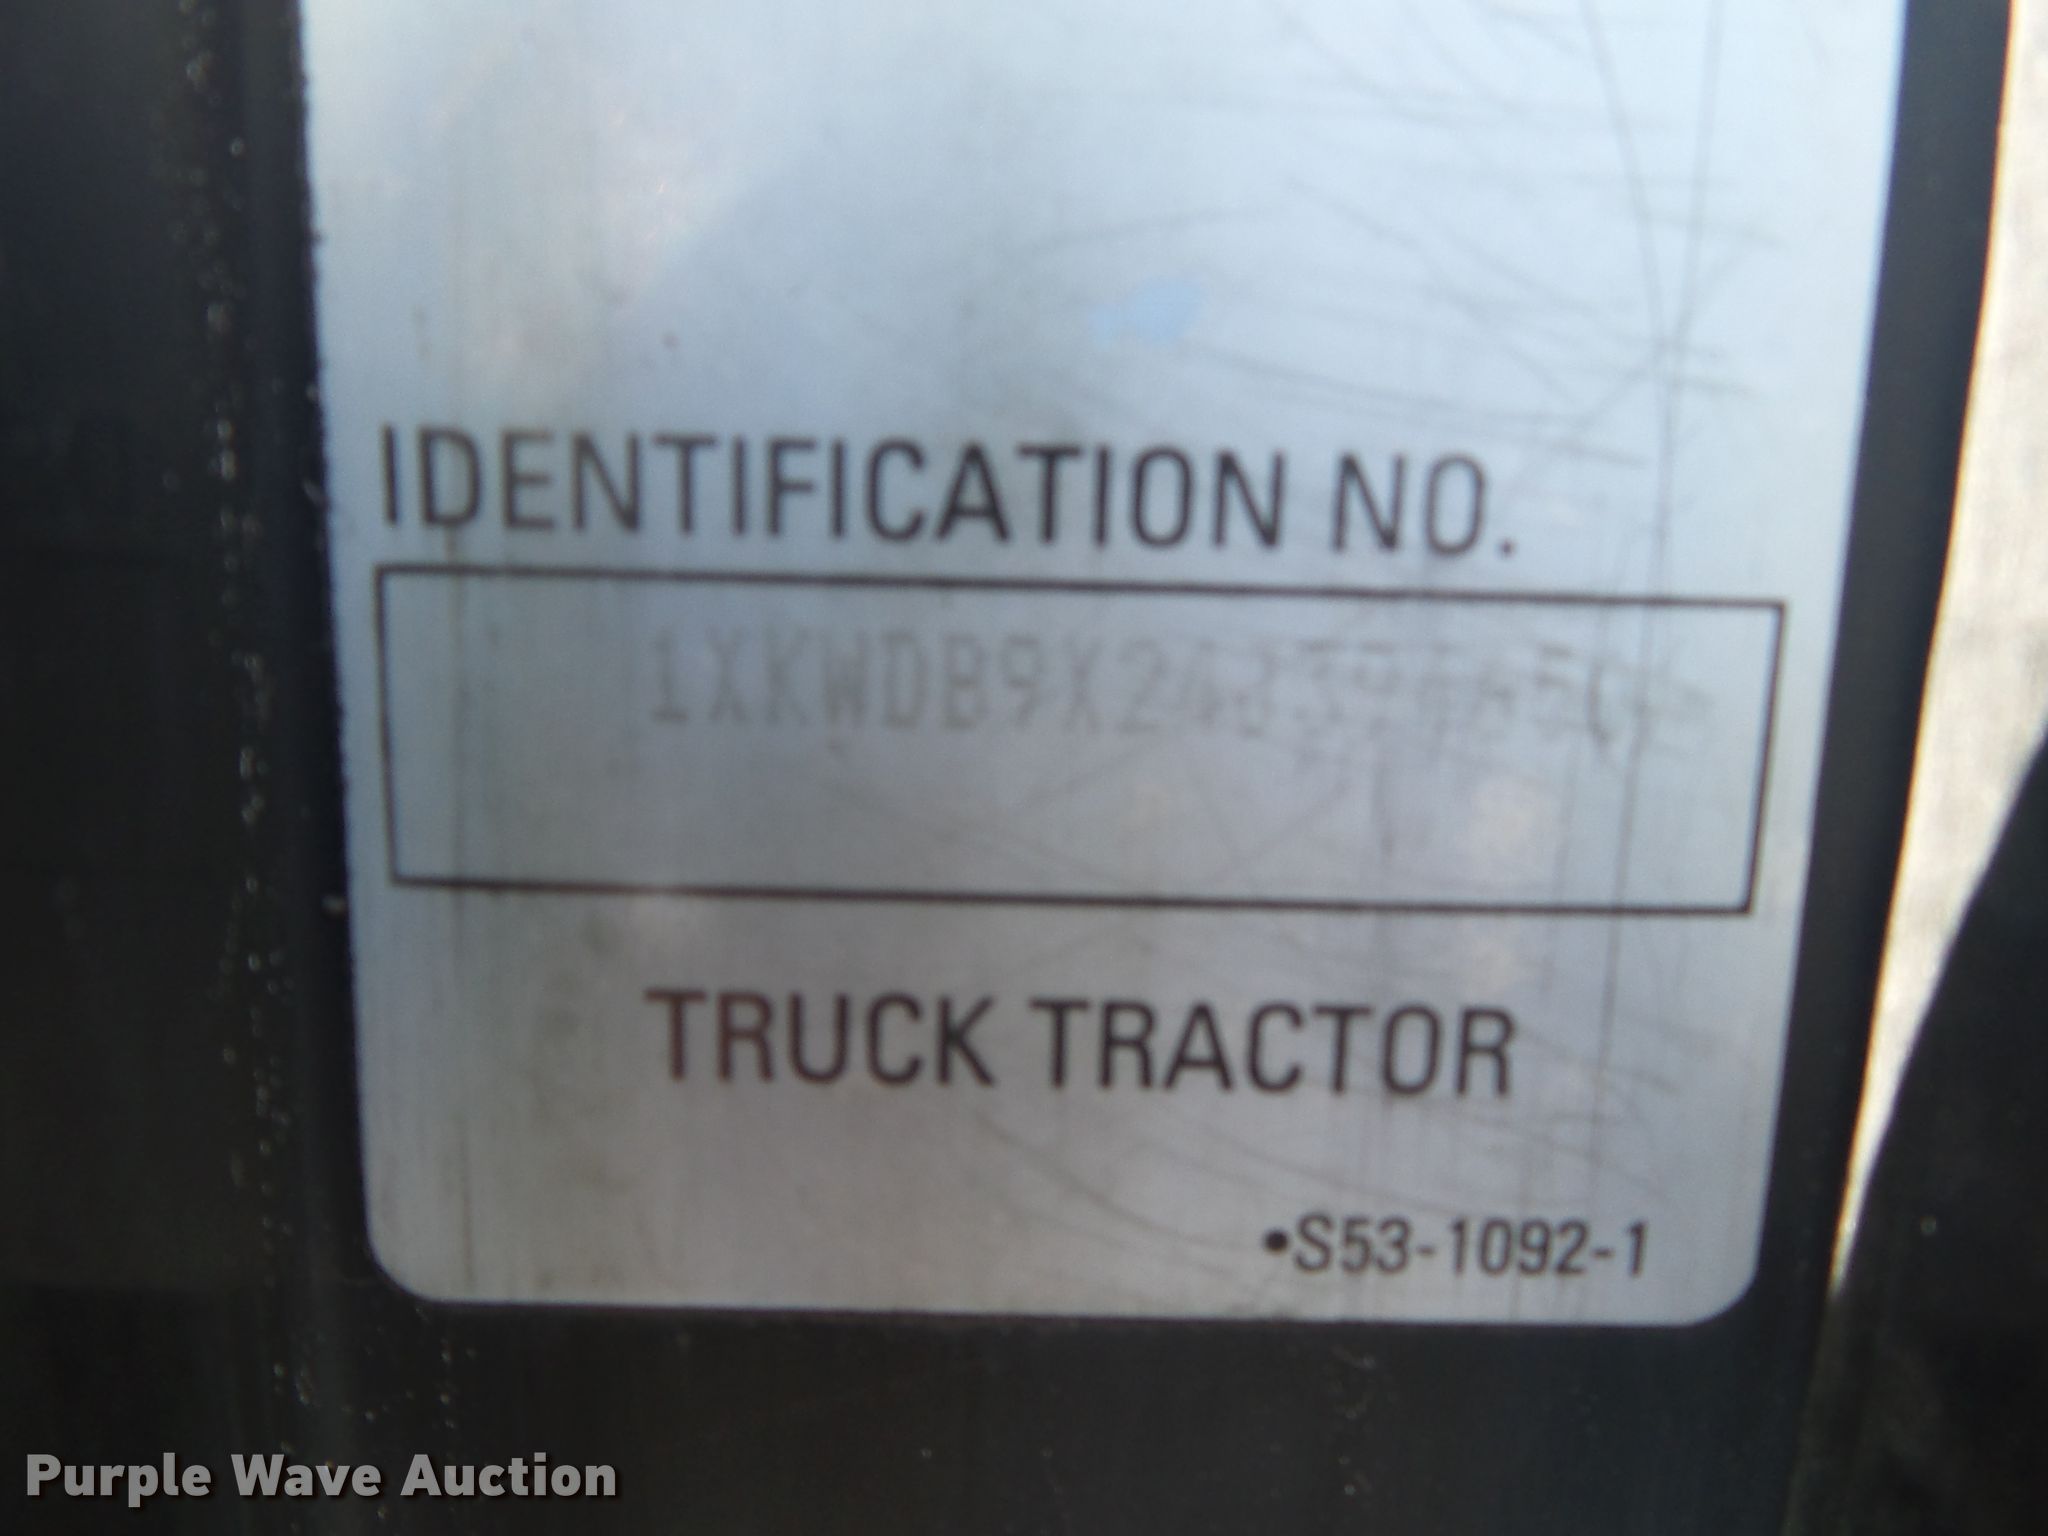 IDENTIFICATION NO.
TRUCK TRACTOR
•S53-1092-1
Purple Wave Auction